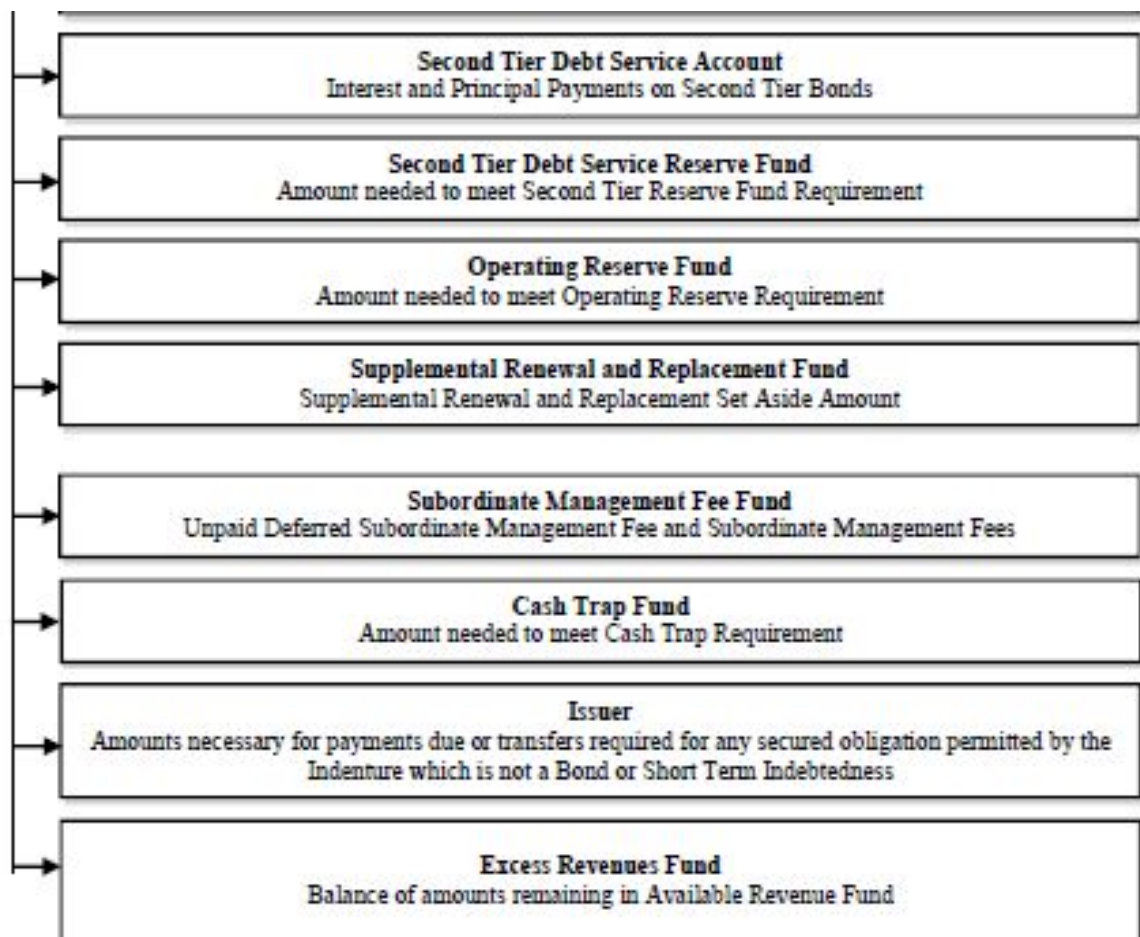 Second Tier Debt Service Account
Interest and Principal Payments on Second Tier Bonds
Second Tier Debt Service Reserve Fund
Amount needed to meet Second Tier Reserve Fund Requirement
Operating Reserve Fund
Amount needed to meet Operating Reserve Requirement
Supplemental Renewal and Replacement Fund
Supplemental Renewal and Replacement Set Aside Amount
Subordinate Management Fee Fund
Unpaid Deferred Subordinate Management Fee and Subordinate Management Fees
Cash Trap Fund
Amount needed to meet Cash Trap Requirement
Issuer
Amounts necessary for payments due or transfers required for any secured obligation permitted by the
Indenture which is not a Bond or Short Term Indebtedness
Excess Revenues Fund
Balance of amounts remaining in Available Revenue Fund